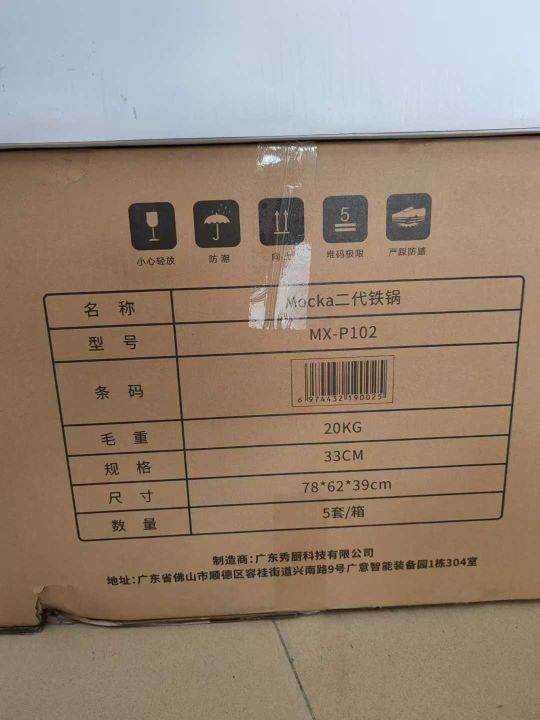 5
小心轻放 防潮 向上 堆码极限 严踩防踏
名 称 Mocka二代铁锅
型 号 MX-P102
条 码 6 974432 190025
毛 重 20KG
规 格 33CM
尺 寸 78*62*39cm
数 量 5套/箱
制造商：广东秀厨科技有限公司
地址：广东省佛山市顺德区容桂街道兴南路9号广意智能装备园1栋304室